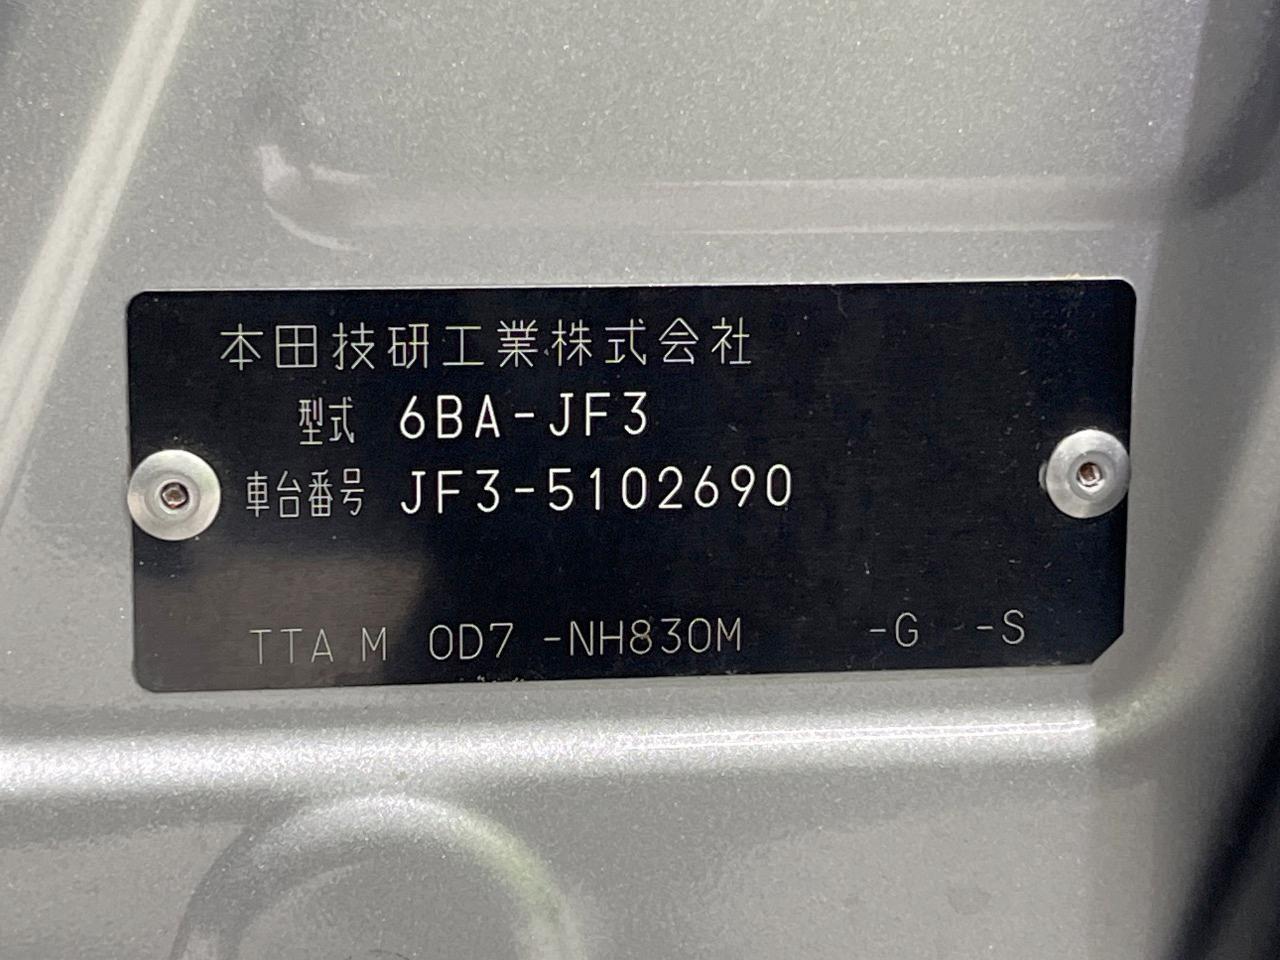 本田技研工業株式会社
型式 6BA-JF3
車台番号 JF3-5102690
TTA M 0D7 -NH830M -G -S